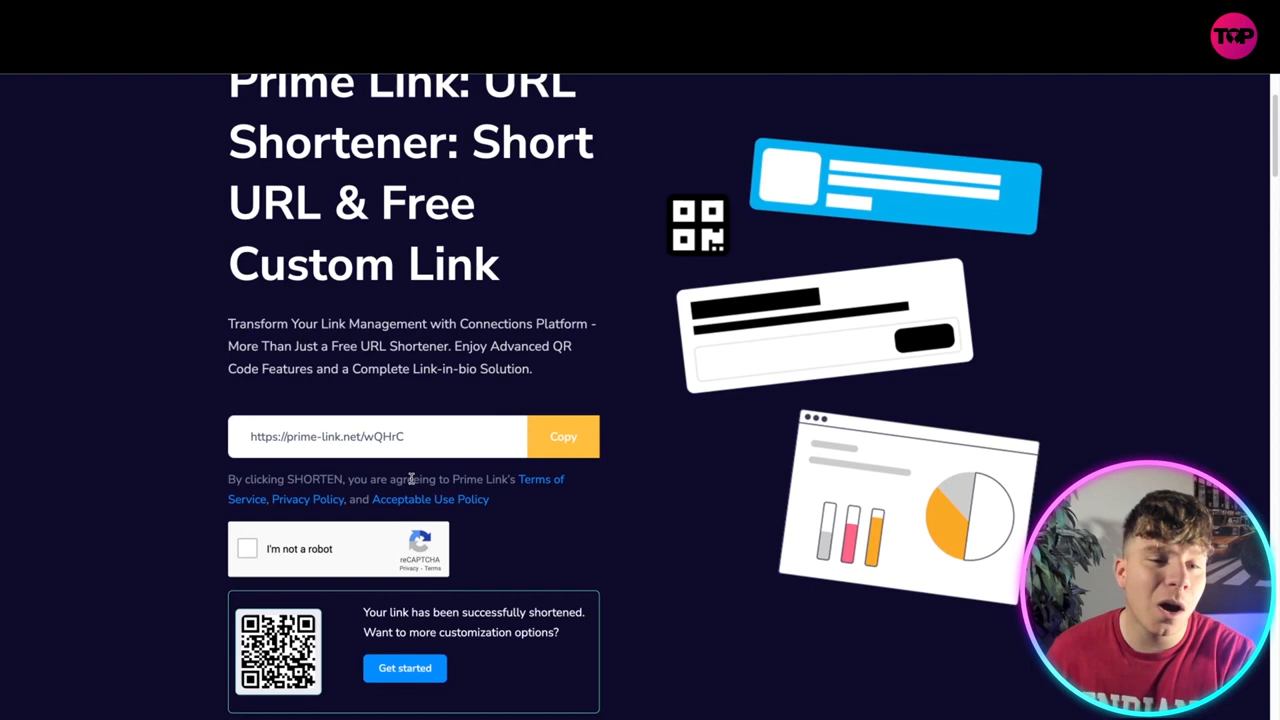 TOP
Prime Link: URL
Shortener: Short
URL & Free
Custom Link
Transform Your Link Management with Connections Platform -
More Than Just a Free URL Shortener. Enjoy Advanced QR
Code Features and a Complete Link-in-bio Solution.
https://prime-link.net/wQHrC
Copy
By clicking SHORTEN, you are agreeing to Prime Link's Terms of
Service, Privacy Policy, and Acceptable Use Policy
I'm not a robot
reCAPTCHA
Privacy - Terms
Your link has been successfully shortened.
Want to more customization options?
Get started